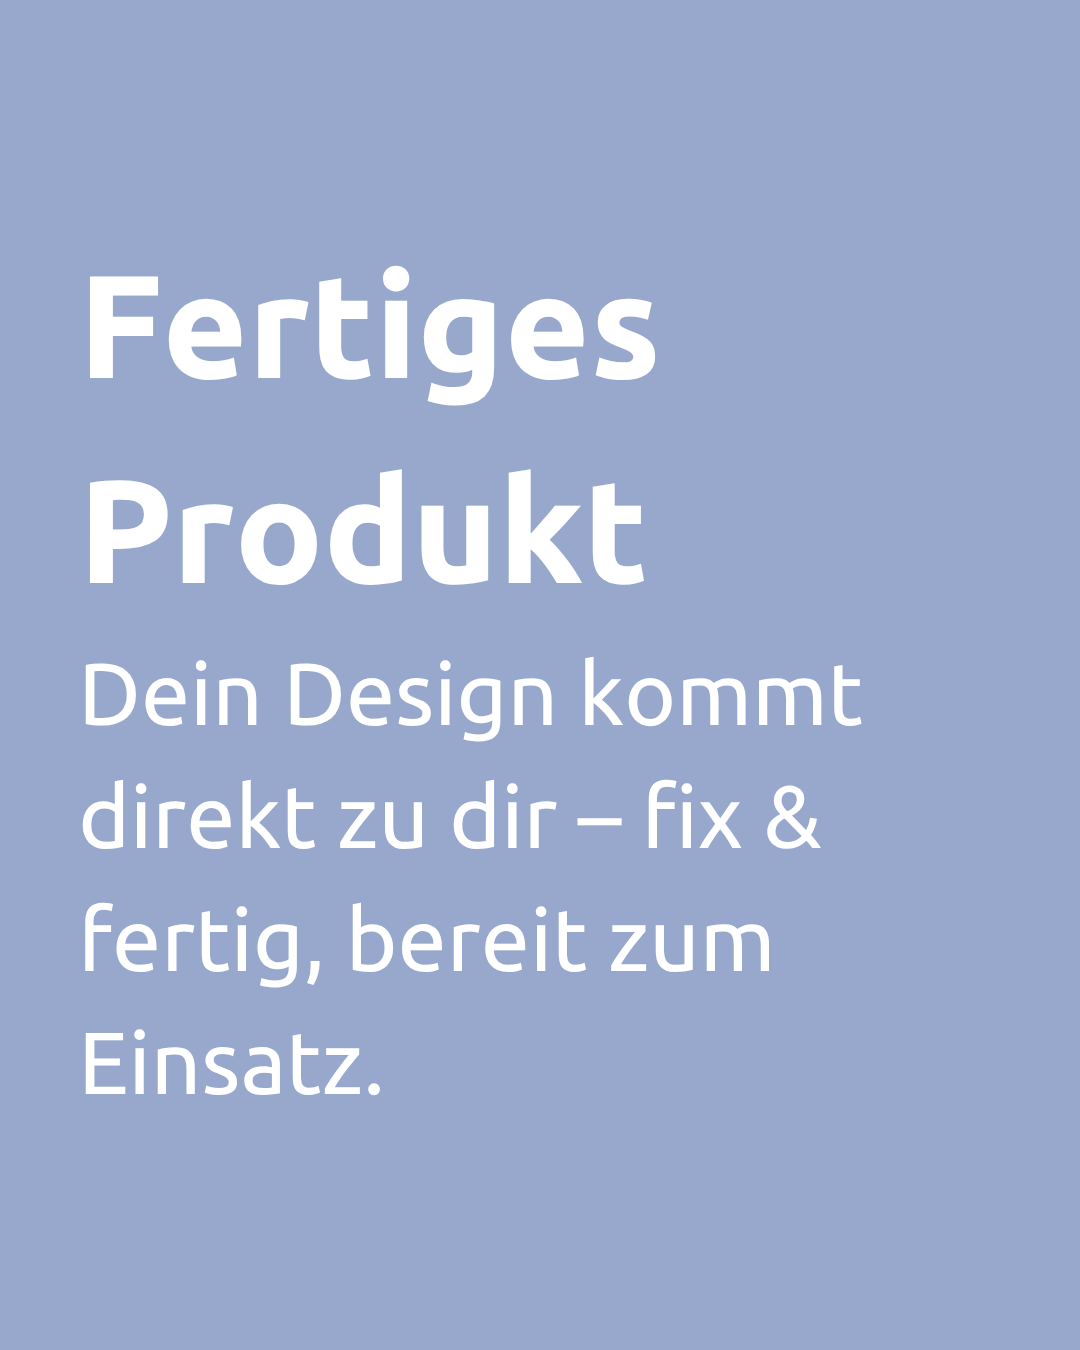 Fertiges
Produkt
Dein Design kommt
direkt zu dir – fix &
fertig, bereit zum
Einsatz.